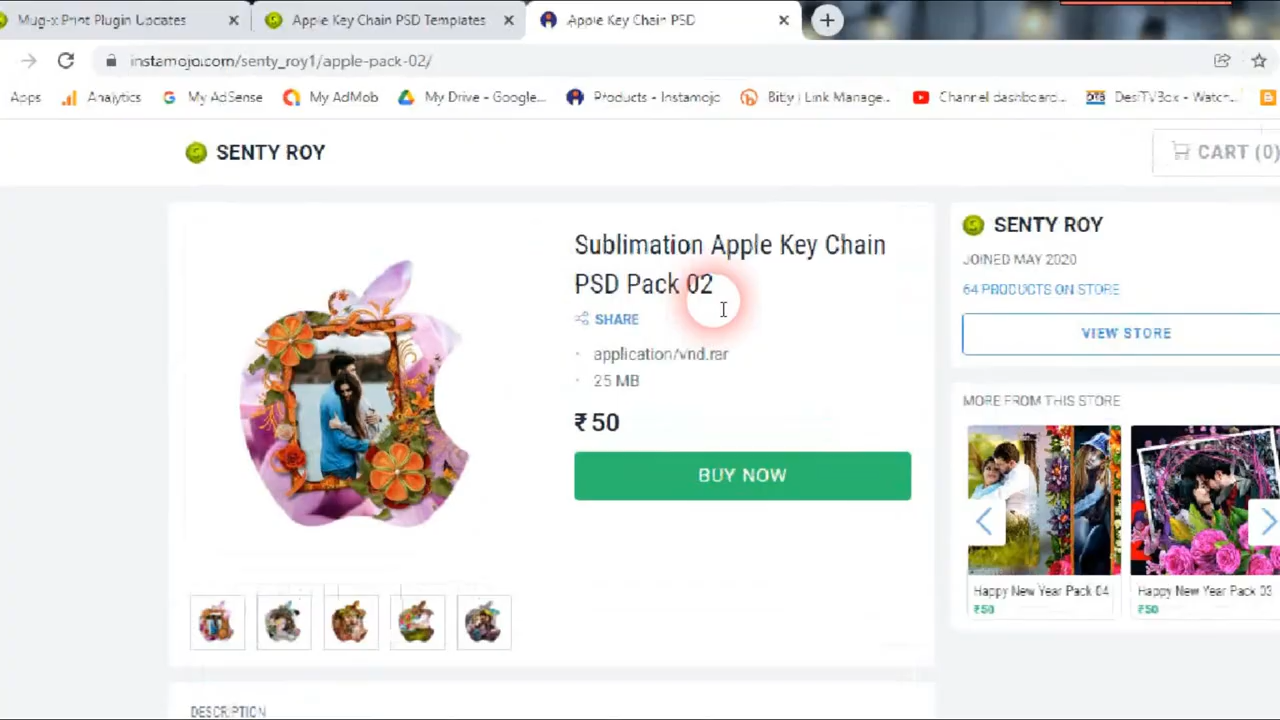 Mug-x Print Plugin Updates
Apple Key Chain PSD Templates
Apple Key Chain PSD
instamojo.com/senty_roy1/apple-pack-02/
Apps
Analytics
My AdSense
My AdMob
My Drive - Google...
Products - Instamojo
Bitly | Link Manage...
Channel dashboard...
DesiTVBox - Watch...
SENTY ROY
CART (0)
Sublimation Apple Key Chain
PSD Pack 02
SHARE
application/vnd.rar
25 MB
₹ 50
BUY NOW
SENTY ROY
JOINED MAY 2020
64 PRODUCTS ON STORE
VIEW STORE
MORE FROM THIS STORE
Happy New Year Pack 04
₹50
Happy New Year Pack 03
₹50
DESCRIPTION